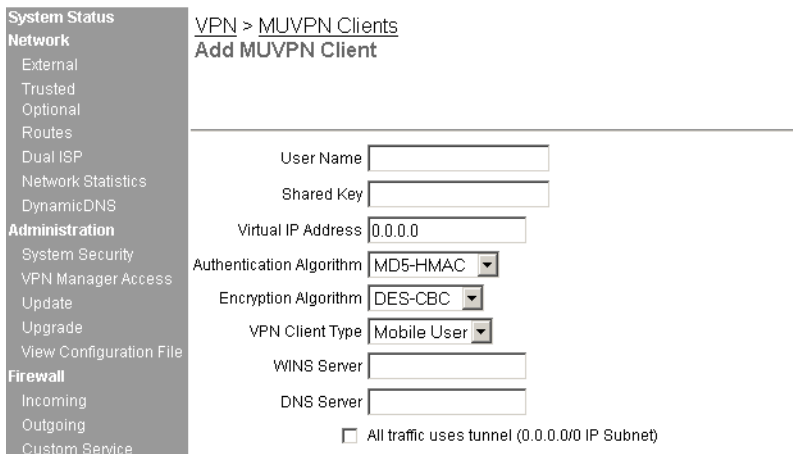 System Status
Network
External
Trusted
Optional
Routes
Dual ISP
Network Statistics
DynamicDNS
Administration
System Security
VPN Manager Access
Update
Upgrade
View Configuration File
Firewall
Incoming
Outgoing
Custom Service
VPN > MUVPN Clients
Add MUVPN Client
User Name
Shared Key
Virtual IP Address 0.0.0.0
Authentication Algorithm MD5-HMAC
Encryption Algorithm DES-CBC
VPN Client Type Mobile User
WINS Server
DNS Server
All traffic uses tunnel (0.0.0.0/0 IP Subnet)